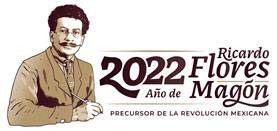 2022 Ricardo
Año de Flores
Magón
PRECURSOR DE LA REVOLUCIÓN MEXICANA